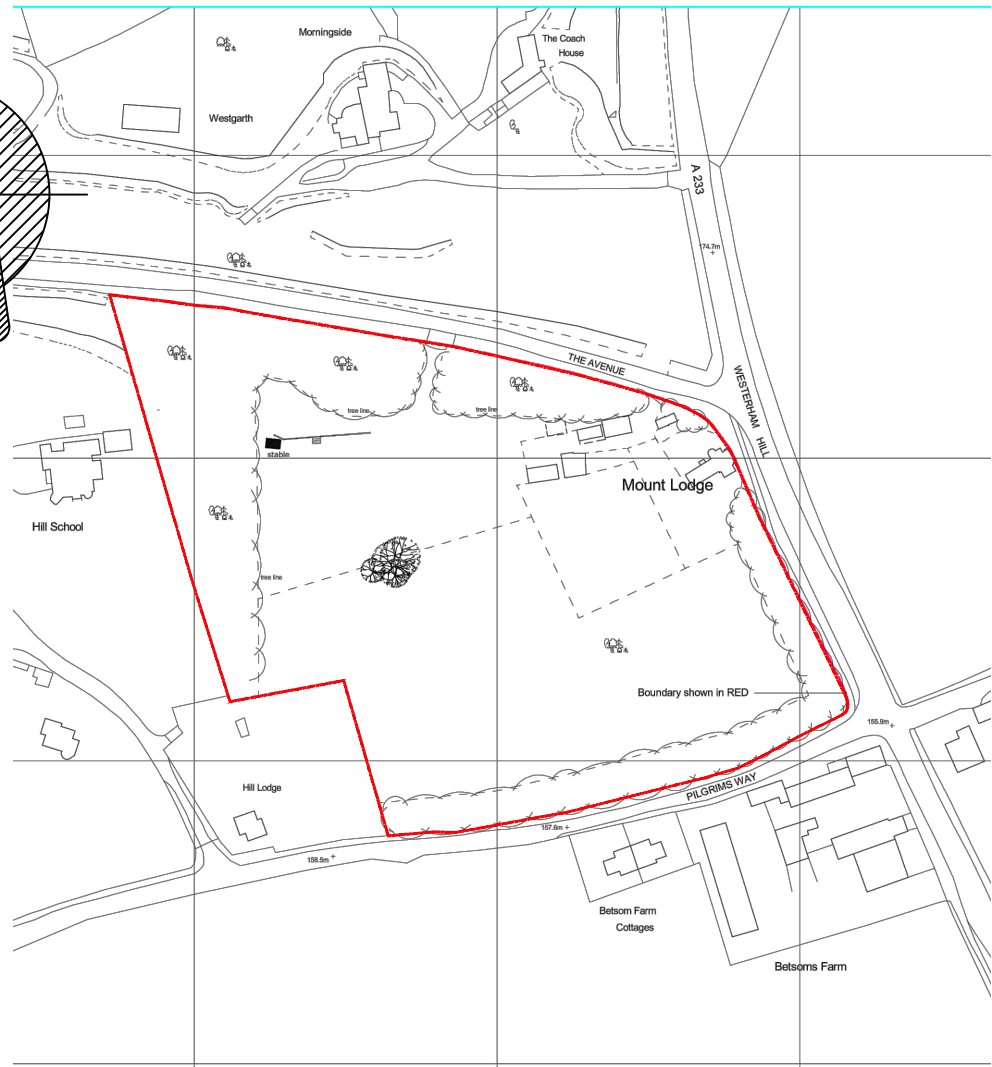 Morningside
The Coach
House
Westgarth
A 233
174.7m
THE AVENUE
WESTERHAM HILL
tree line
tree line
stable
Mount Lodge
Hill School
tree line
Boundary shown in RED
155.9m
Hill Lodge
PILGRIMS WAY
157.6m
158.5m
Betsom Farm
Cottages
Betsoms Farm